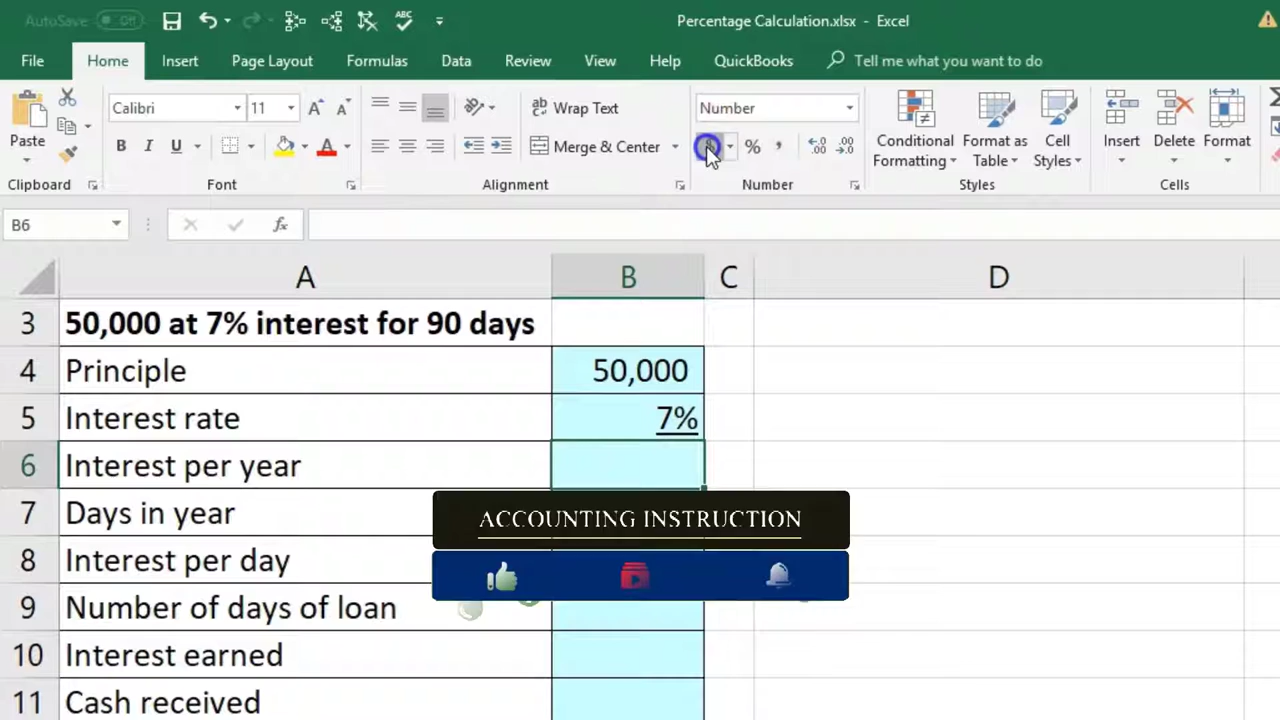 AutoSave Off
Percentage Calculation.xlsx - Excel
File Home Insert Page Layout Formulas Data Review View Help QuickBooks Tell me what you want to do
Calibri 11
Wrap Text
Number
Paste
B I U
Merge & Center
% ,
Conditional Formatting
Format as Table
Cell Styles
Insert
Delete
Format
Clipboard Font Alignment Number Styles Cells
B6 fx
A B C D
3 50,000 at 7% interest for 90 days
4 Principle 50,000
5 Interest rate 7%
6 Interest per year
7 Days in year
ACCOUNTING INSTRUCTION
8 Interest per day
9 Number of days of loan
10 Interest earned
11 Cash received